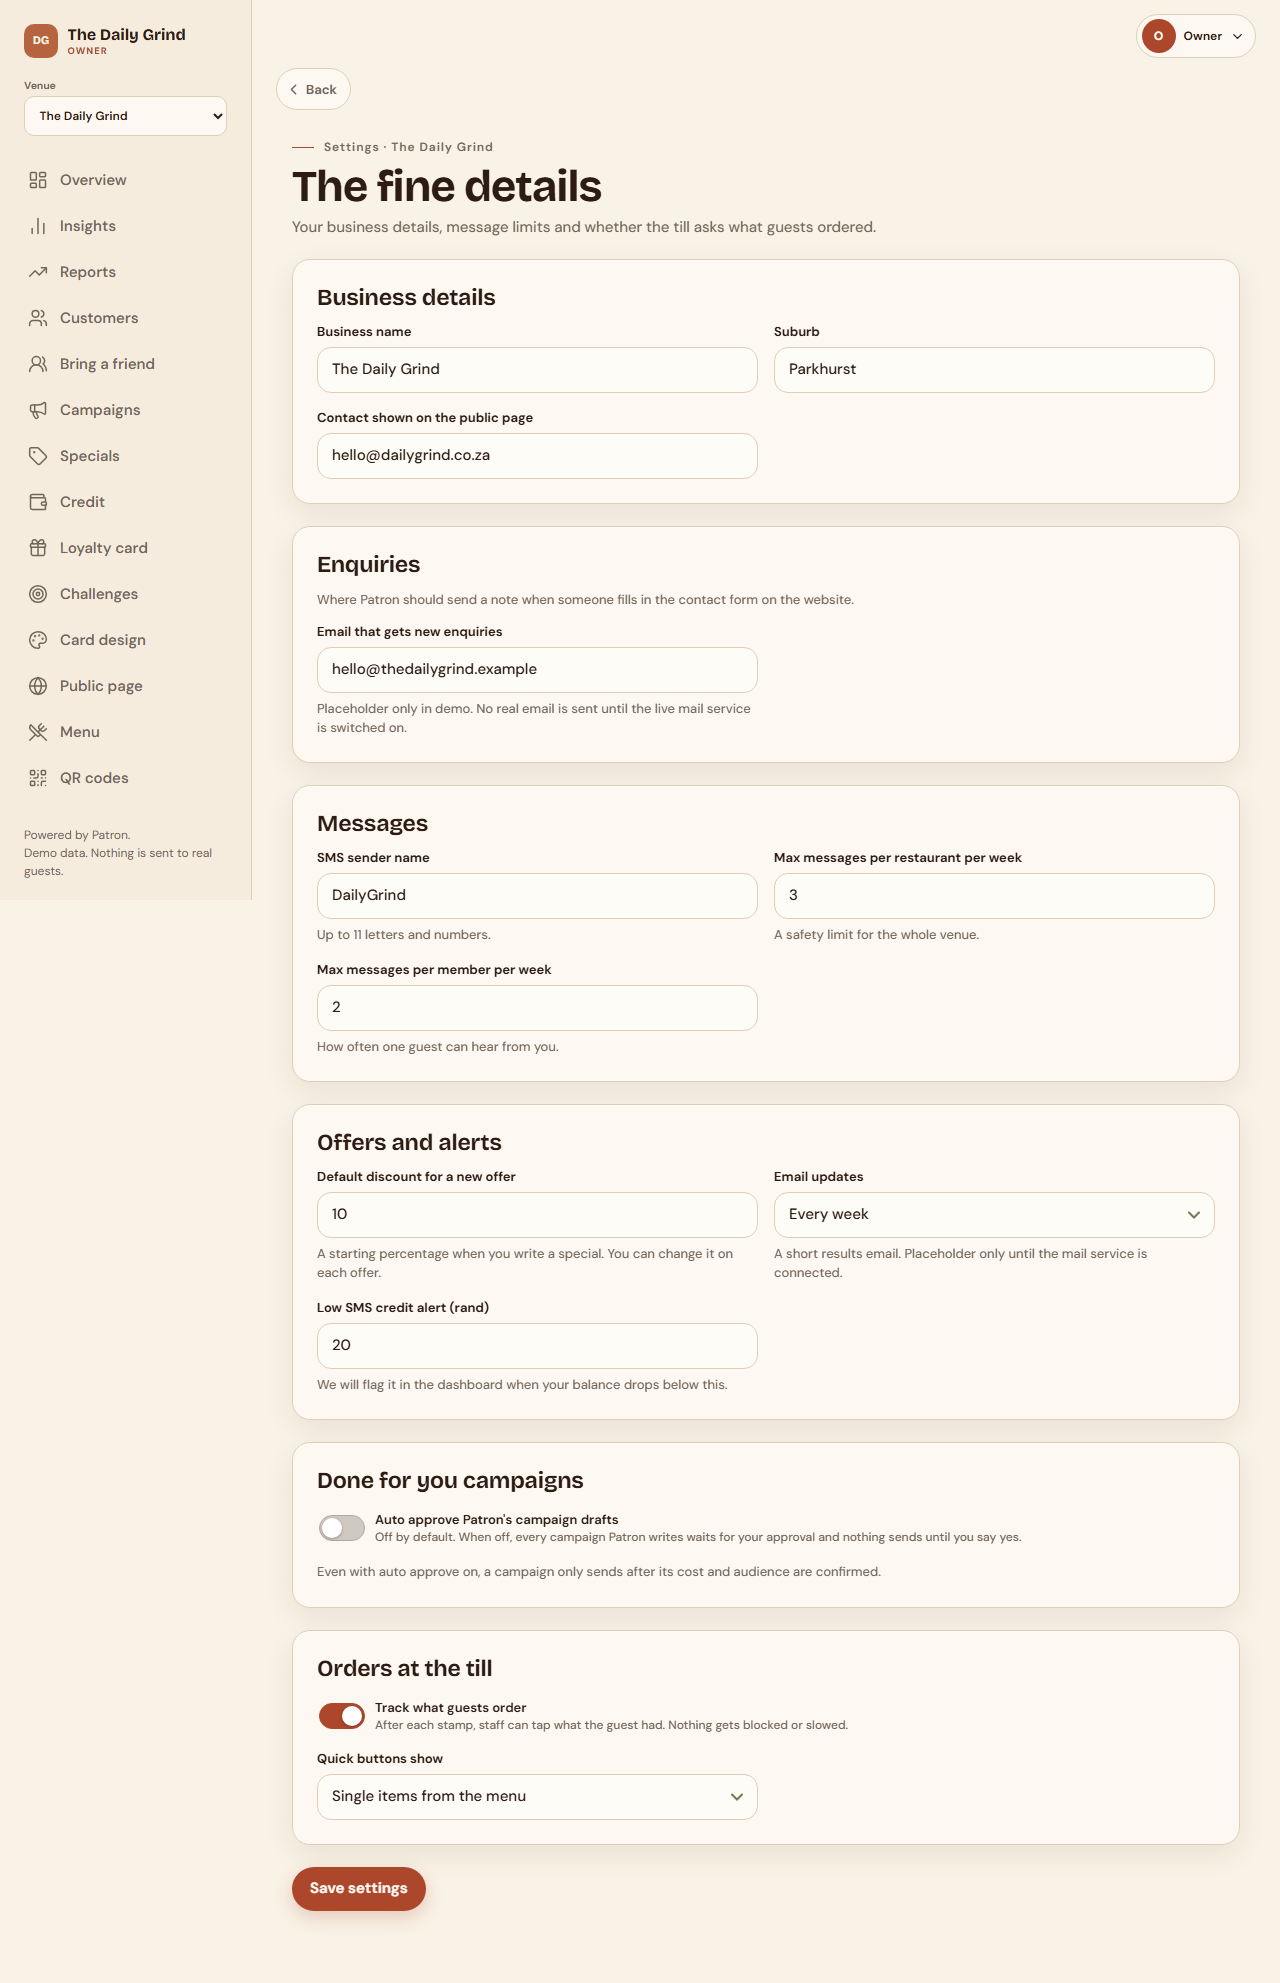 DG
The Daily Grind
OWNER
Venue
The Daily Grind
Overview
Insights
Reports
Customers
Bring a friend
Campaigns
Specials
Credit
Loyalty card
Challenges
Card design
Public page
Menu
QR codes
Powered by Patron.
Demo data. Nothing is sent to real
guests.
O
Owner
Back
Settings · The Daily Grind
The fine details
Your business details, message limits and whether the till asks what guests ordered.
Business details
Business name
Suburb
The Daily Grind
Parkhurst
Contact shown on the public page
hello@dailygrind.co.za
Enquiries
Where Patron should send a note when someone fills in the contact form on the website.
Email that gets new enquiries
hello@thedailygrind.example
Placeholder only in demo. No real email is sent until the live mail service
is switched on.
Messages
SMS sender name
Max messages per restaurant per week
DailyGrind
3
Up to 11 letters and numbers.
A safety limit for the whole venue.
Max messages per member per week
2
How often one guest can hear from you.
Offers and alerts
Default discount for a new offer
Email updates
10
Every week
A starting percentage when you write a special. You can change it on
each offer.
A short results email. Placeholder only until the mail service is
connected.
Low SMS credit alert (rand)
20
We will flag it in the dashboard when your balance drops below this.
Done for you campaigns
Auto approve Patron's campaign drafts
Off by default. When off, every campaign Patron writes waits for your approval and nothing sends until you say yes.
Even with auto approve on, a campaign only sends after its cost and audience are confirmed.
Orders at the till
Track what guests order
After each stamp, staff can tap what the guest had. Nothing gets blocked or slowed.
Quick buttons show
Single items from the menu
Save settings